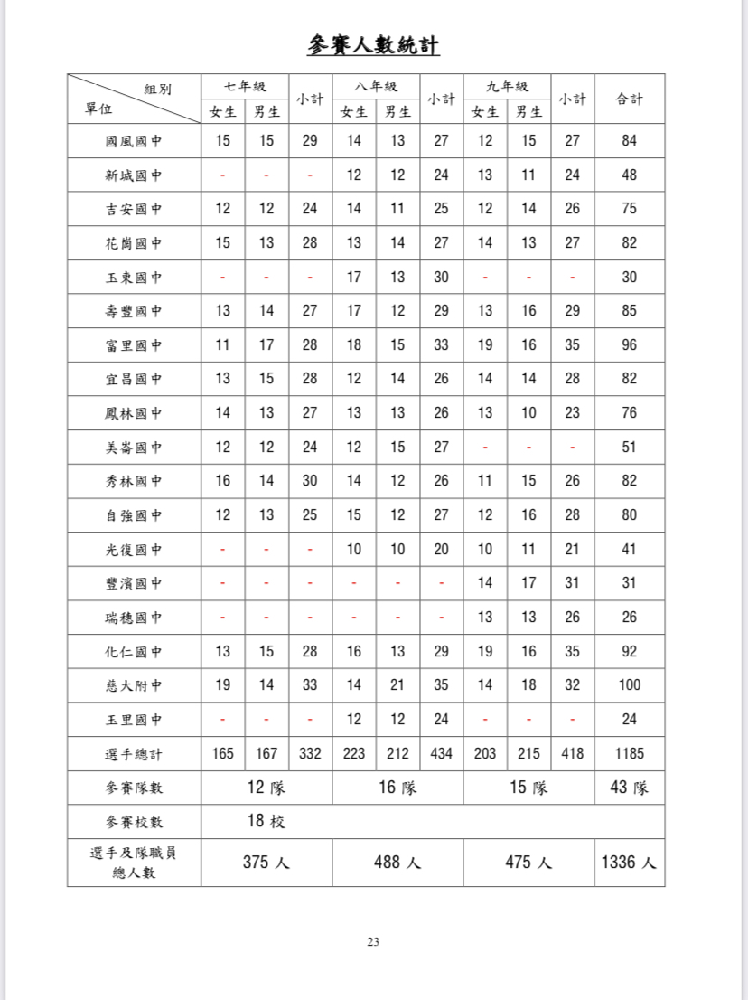 參賽人數統計
組別 七年級 小計 八年級 小計 九年級 小計 合計
單位 女生 男生 女生 男生 女生 男生
國風國中 15 15 29 14 13 27 12 15 27 84
新城國中 - - - 12 12 24 13 11 24 48
吉安國中 12 12 24 14 11 25 12 14 26 75
花崗國中 15 13 28 13 14 27 14 13 27 82
玉東國中 - - - 17 13 30 - - - 30
壽豐國中 13 14 27 17 12 29 13 16 29 85
富里國中 11 17 28 18 15 33 19 16 35 96
宜昌國中 13 15 28 12 14 26 14 14 28 82
鳳林國中 14 13 27 13 13 26 13 10 23 76
美崙國中 12 12 24 12 15 27 - - - 51
秀林國中 16 14 30 14 12 26 11 15 26 82
自強國中 12 13 25 15 12 27 12 16 28 80
光復國中 - - - 10 10 20 10 11 21 41
豐濱國中 - - - - - - 14 17 31 31
瑞穗國中 - - - - - - 13 13 26 26
化仁國中 13 15 28 16 13 29 19 16 35 92
慈大附中 19 14 33 14 21 35 14 18 32 100
玉里國中 - - - 12 12 24 - - - 24
選手總計 165 167 332 223 212 434 203 215 418 1185
參賽隊數 12 隊 16 隊 15 隊 43 隊
參賽校數 18 校
選手及隊職員
總人數 375 人 488 人 475 人 1336 人
23